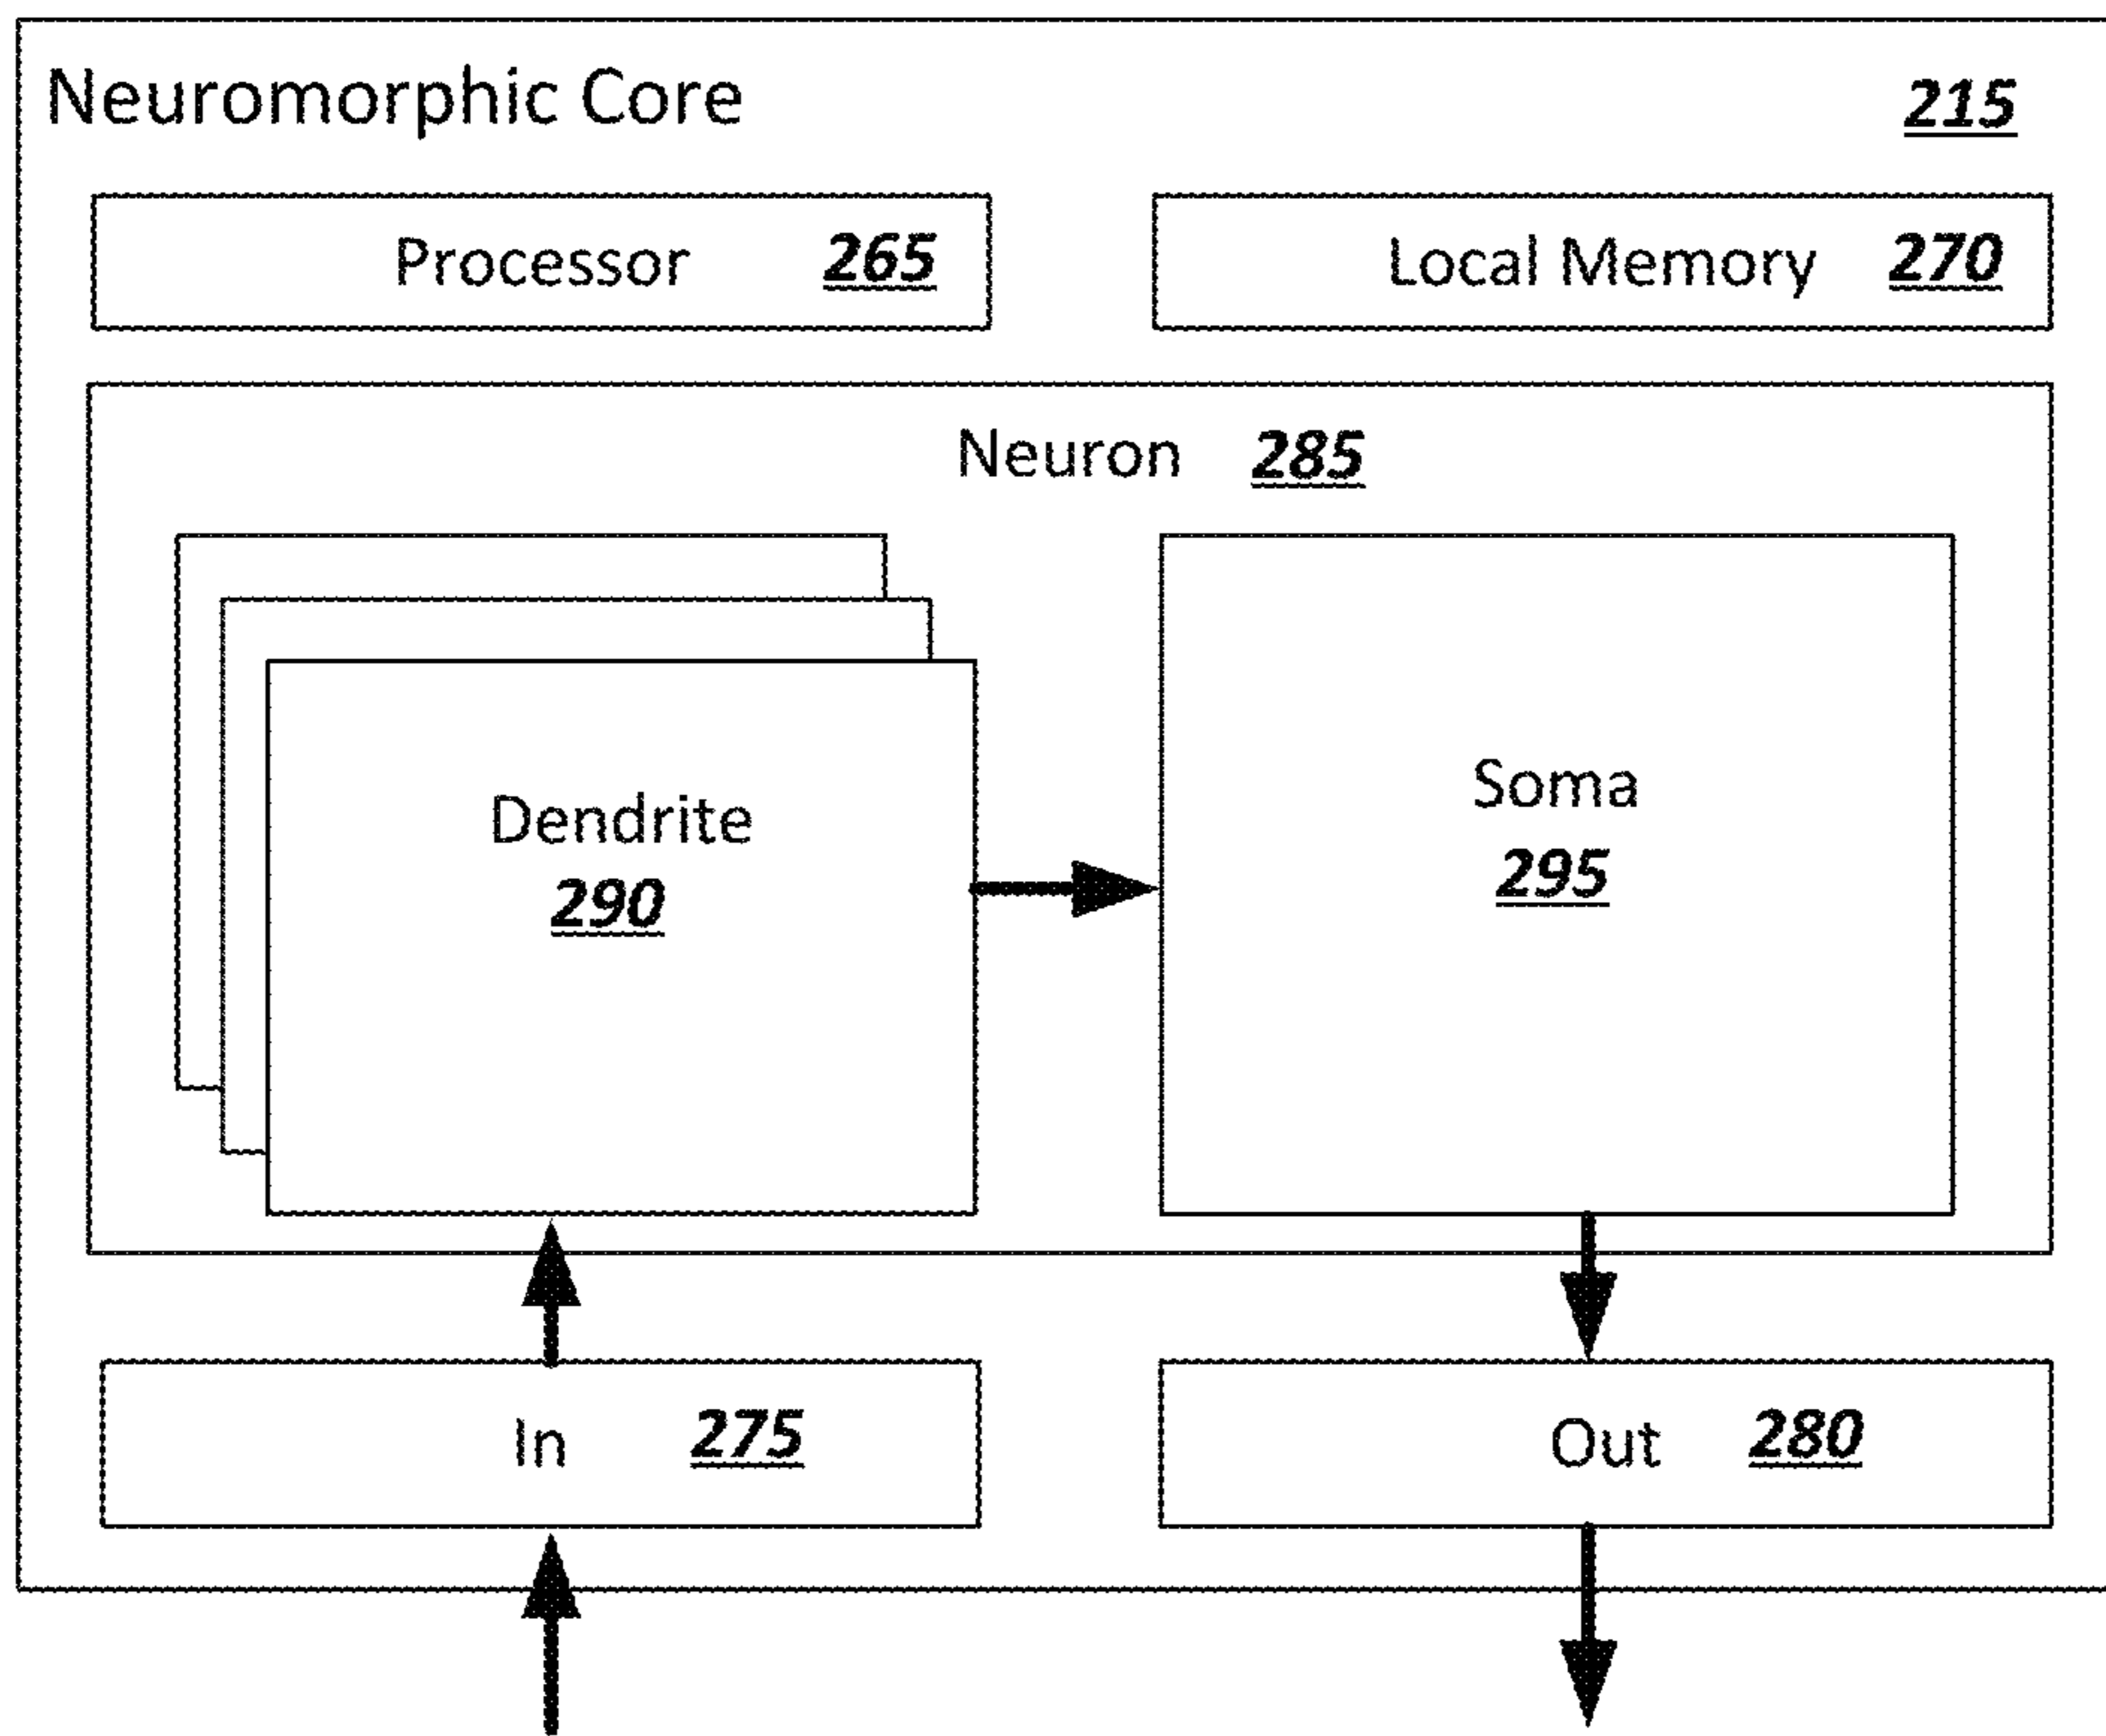 Neuromorphic Core 215
Processor 265
Local Memory 270
Neuron 285
Dendrite
290
Soma
295
In 275
Out 280